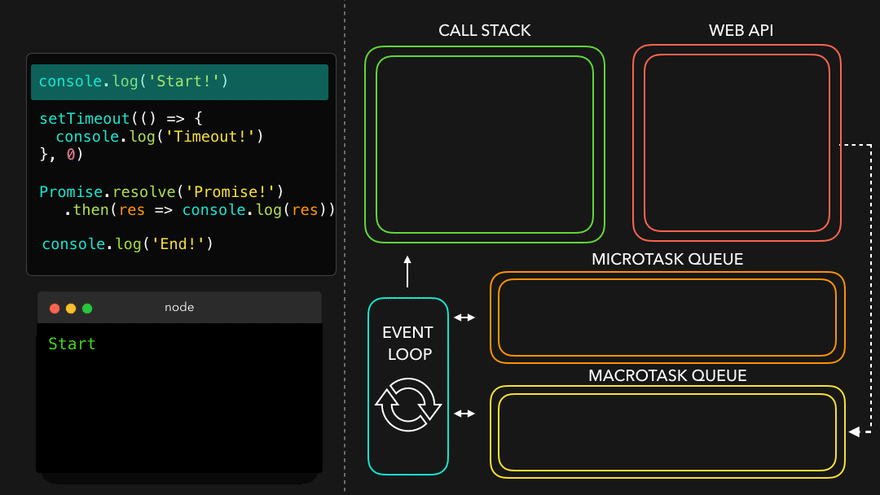 console.log('Start!')
setTimeout(() => {
  console.log('Timeout!')
}, 0)
Promise.resolve('Promise!')
   .then(res => console.log(res))
console.log('End!')
node
Start
CALL STACK
WEB API
MICROTASK QUEUE
EVENT
LOOP
MACROTASK QUEUE